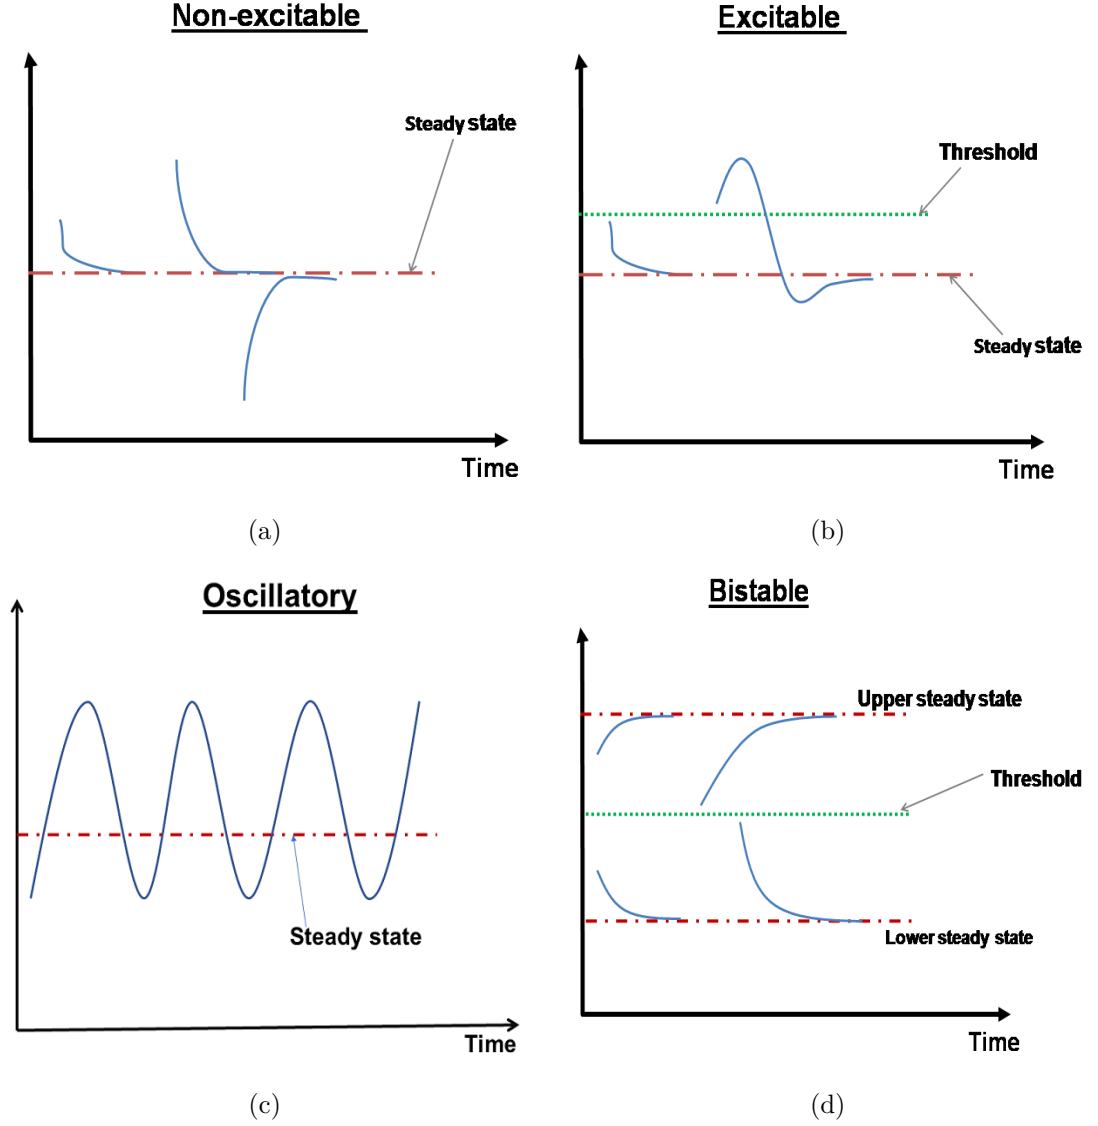 Non-excitable
Steady state
Time
(a)
Excitable
Threshold
Steady state
Time
(b)
Oscillatory
Steady state
Time
(c)
Bistable
Upper steady state
Threshold
Lower steady state
Time
(d)